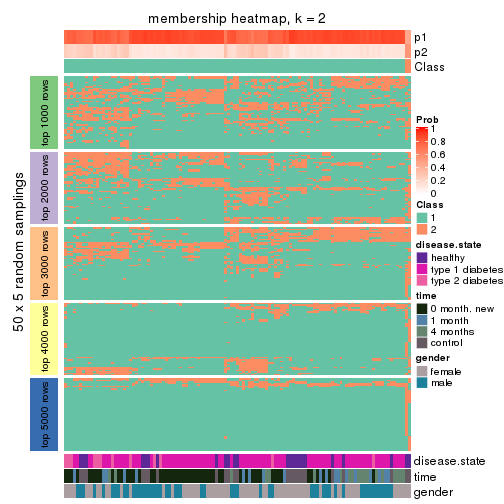 membership heatmap, k = 2
p1
p2
Class
50 x 5 random samplings
top 1000 rows
top 2000 rows
top 3000 rows
top 4000 rows
top 5000 rows
disease.state
time
gender
Prob
1
0.8
0.6
0.4
0.2
0
Class
1
2
disease.state
healthy
type 1 diabetes
type 2 diabetes
time
0 month. new
1 month
4 months
control
gender
female
male